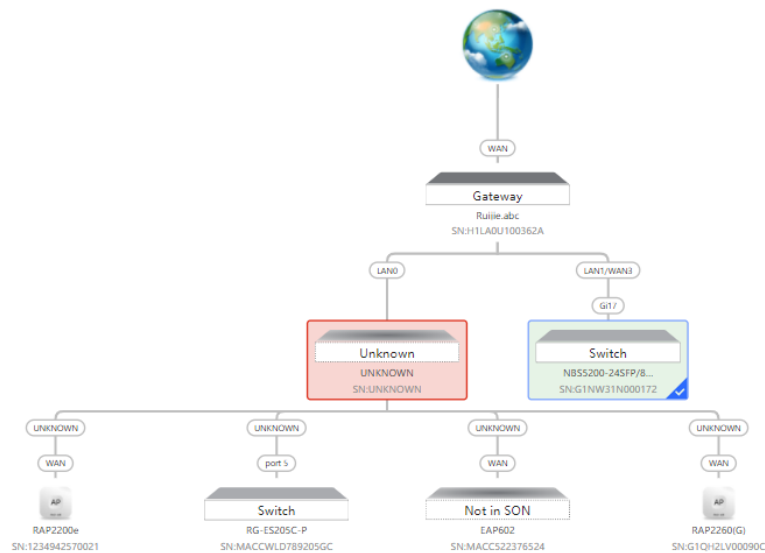 WAN
Gateway
Ruijie.abc
SN:H1LA0U100362A
LAN0
LAN1/WAN3
Gi17
Unknown
UNKNOWN
SN:UNKNOWN
Switch
NBS5200-24SFP/8...
SN:G1NW31N000172
UNKNOWN
UNKNOWN
UNKNOWN
UNKNOWN
WAN
port 5
WAN
WAN
AP
RAP2200e
SN:1234942570021
Switch
RG-ES205C-P
SN:MACCWLD789205GC
Not in SON
EAP602
SN:MACC522376524
AP
RAP2260(G)
SN:G1QH2LV00090C